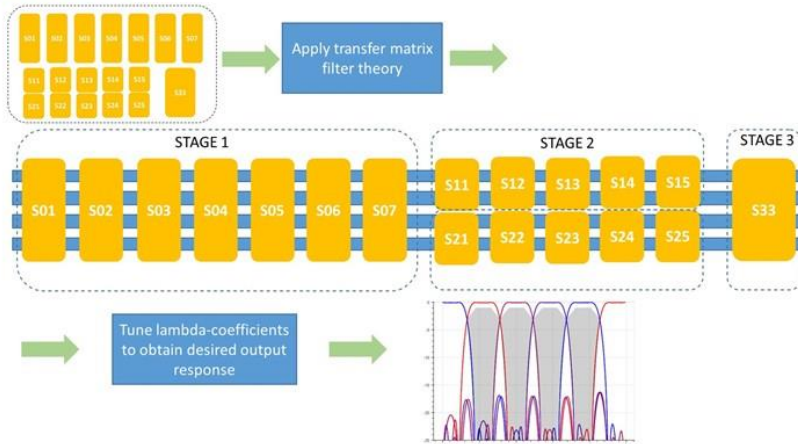 S01 S02 S03 S04 S05 S06 S07
S11 S12 S13 S15
S21 S22 S23 S24 S25
S33
Apply transfer matrix
filter theory
STAGE 1
STAGE 2
STAGE 3
S01 S02 S03 S04 S05 S06 S07
S11 S12 S13 S14 S15
S21 S22 S23 S24 S25
S33
Tune lambda-coefficients
to obtain desired output
response